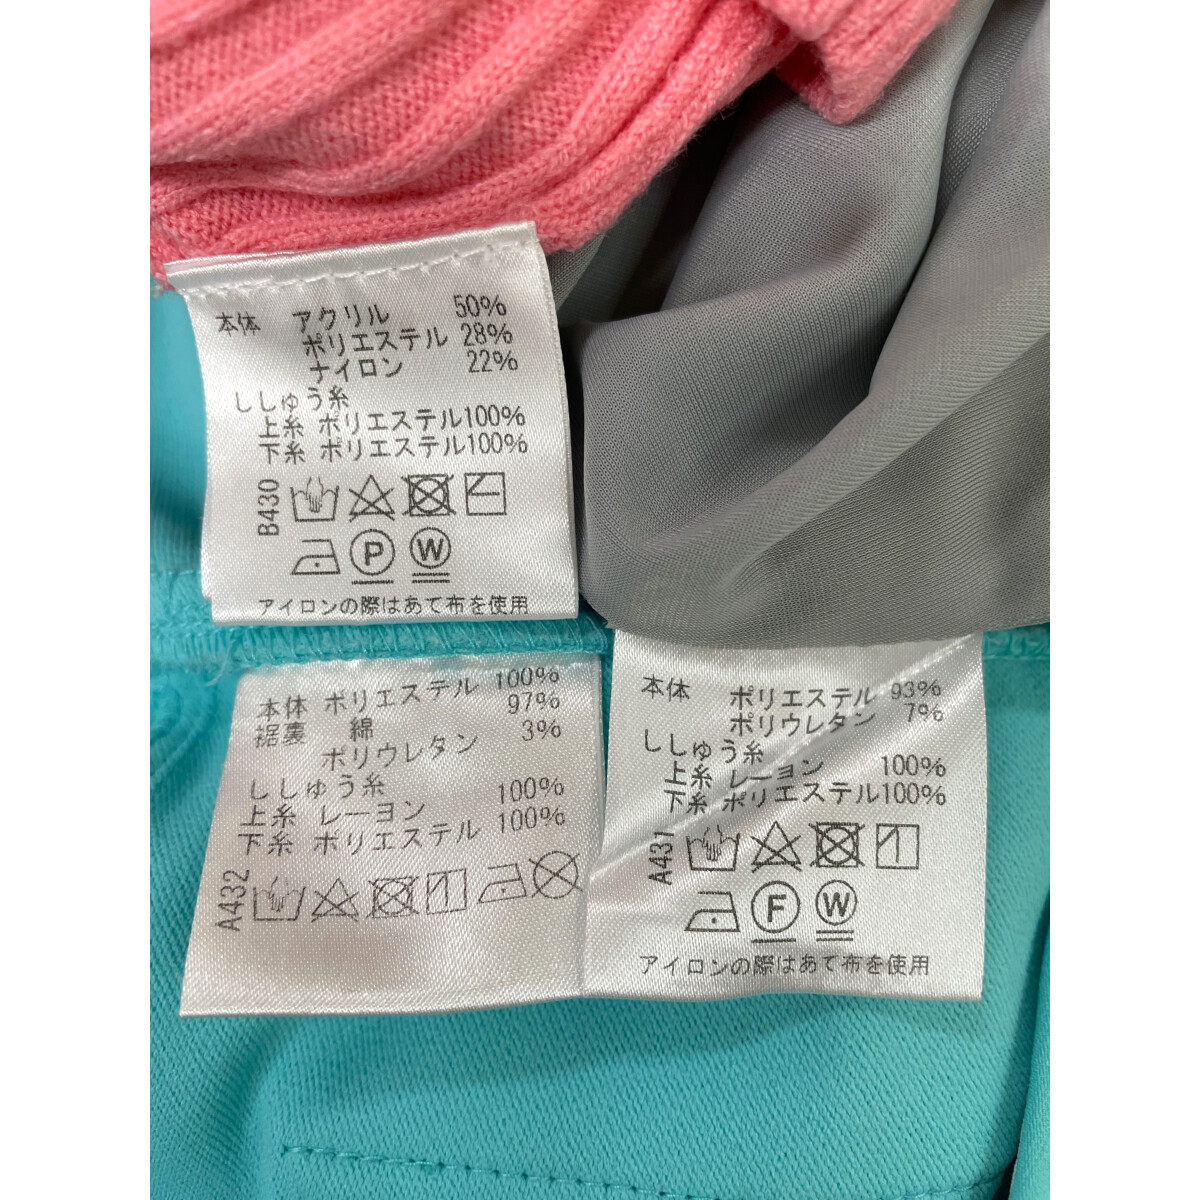 本体 アクリル 50%
ポリエステル 28%
ナイロン 22%
ししゅう糸
上糸 ポリエステル100%
下糸 ポリエステル100%
B430
P W
アイロンの際はあて布を使用
本体 ポリエステル 100%
裾裏 綿 97%
ポリウレタン 3%
ししゅう糸
上糸 レーヨン 100%
下糸 ポリエステル 100%
A432
本体 ポリエステル 93%
ポリウレタン 7%
ししゅう糸
上糸 レーヨン 100%
下糸 ポリエステル100%
A431
F W
アイロンの際はあて布を使用